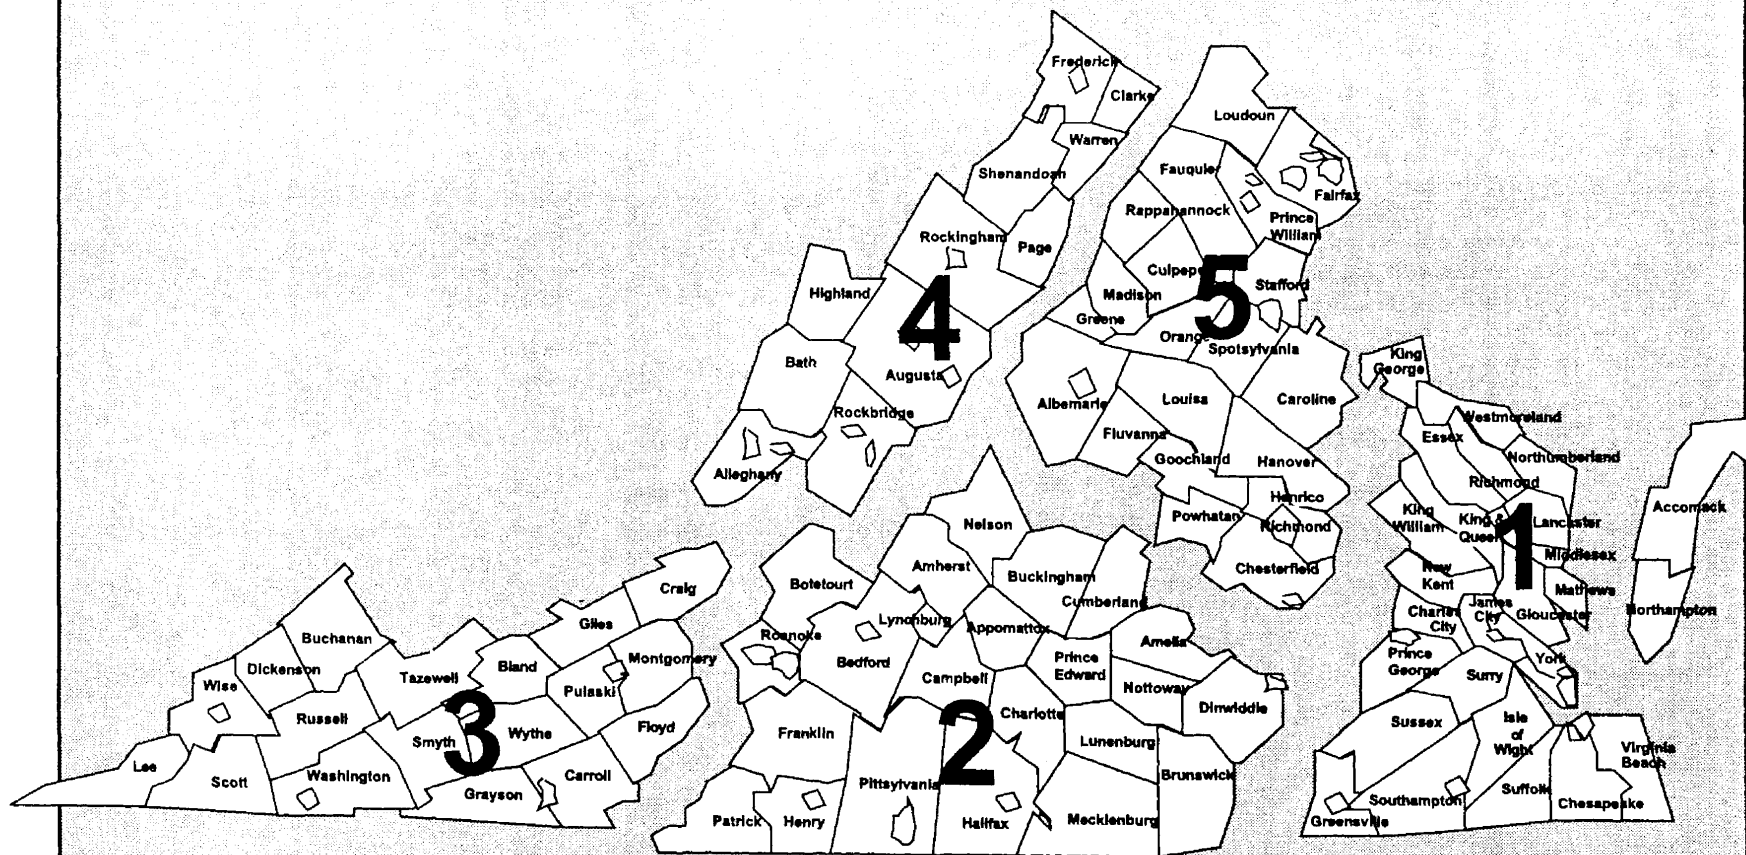 Frederick
Clarke
Warren
Shenandoah
Rockingham
Page
Highland
4
Bath
Augusta
Rockbridge
Alleghany
Loudoun
Fauquier
Fairfax
Rappahannock
Prince
William
Culpeper
5
Stafford
Madison
Greene
Orange
Spotsylvania
Albemarle
Louisa
Caroline
Fluvanna
Goochland
Hanover
Henrico
Powhatan
Richmond
Chesterfield
King
George
Westmoreland
Essex
Northumberland
Richmond
King
William
King &
Queen
1
Lancaster
Middlesex
New
Kent
Mathews
Charles
City
James
City
Gloucester
Prince
George
York
Surry
Sussex
Isle
of
Wight
Virginia
Beach
Southampton
Suffolk
Chesapeake
Greensville
Accomack
Northampton
Nelson
Amherst
Botetourt
Buckingham
Cumberland
Lynchburg
Appomattox
Roanoke
Bedford
Amelia
Prince
Edward
Campbell
Nottoway
Dinwiddie
Charlotte
Franklin
2
Lunenburg
Pittsylvania
Brunswick
Patrick
Henry
Halifax
Mecklenburg
Craig
Giles
Buchanan
Montgomery
Bland
Dickenson
Tazewell
Pulaski
Wise
Russell
3
Smyth
Wythe
Floyd
Lee
Scott
Washington
Carroll
Grayson